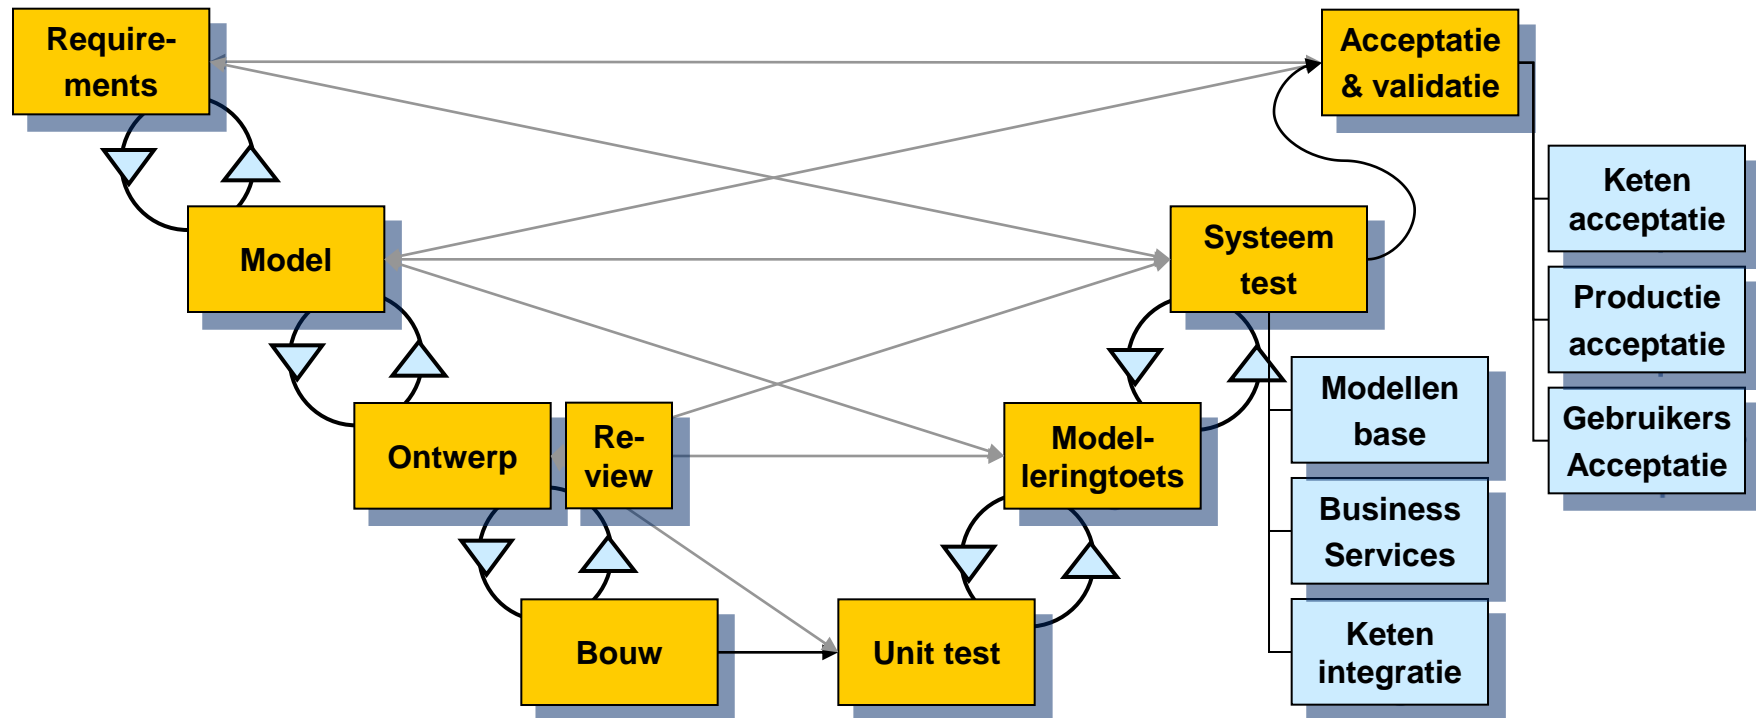 Require-
ments
Acceptatie
& validatie
Keten
acceptatie
Model
Systeem
test
Productie
acceptatie
Modellen
base
Gebruikers
Acceptatie
Ontwerp
Re-
view
Model-
leringtoets
Business
Services
Bouw
Unit test
Keten
integratie